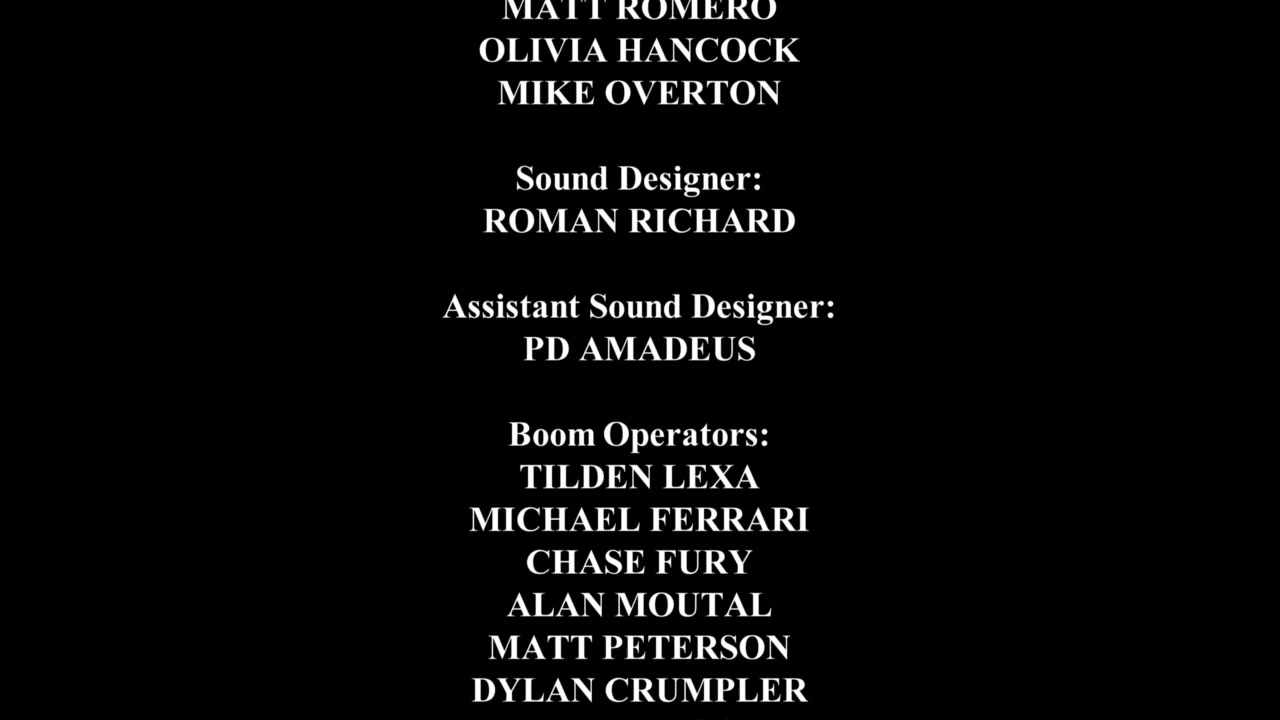 MATT ROMERO
OLIVIA HANCOCK
MIKE OVERTON
Sound Designer:
ROMAN RICHARD
Assistant Sound Designer:
PD AMADEUS
Boom Operators:
TILDEN LEXA
MICHAEL FERRARI
CHASE FURY
ALAN MOUTAL
MATT PETERSON
DYLAN CRUMPLER